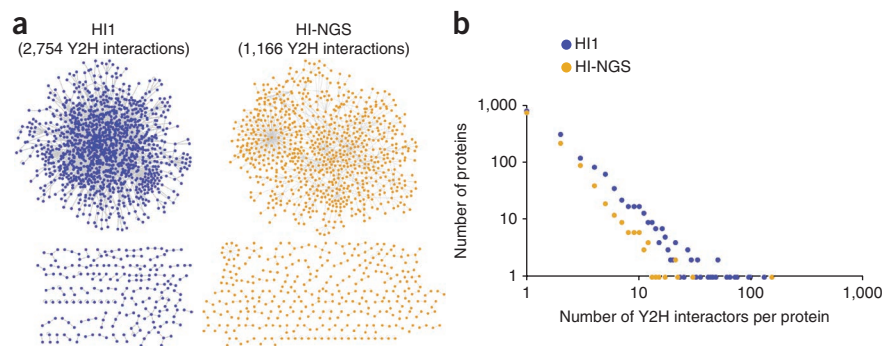 a
HI1
(2,754 Y2H interactions)
HI-NGS
(1,166 Y2H interactions)
b
HI1
HI-NGS
1,000
100
10
1
Number of proteins
1
10
100
1,000
Number of Y2H interactors per protein